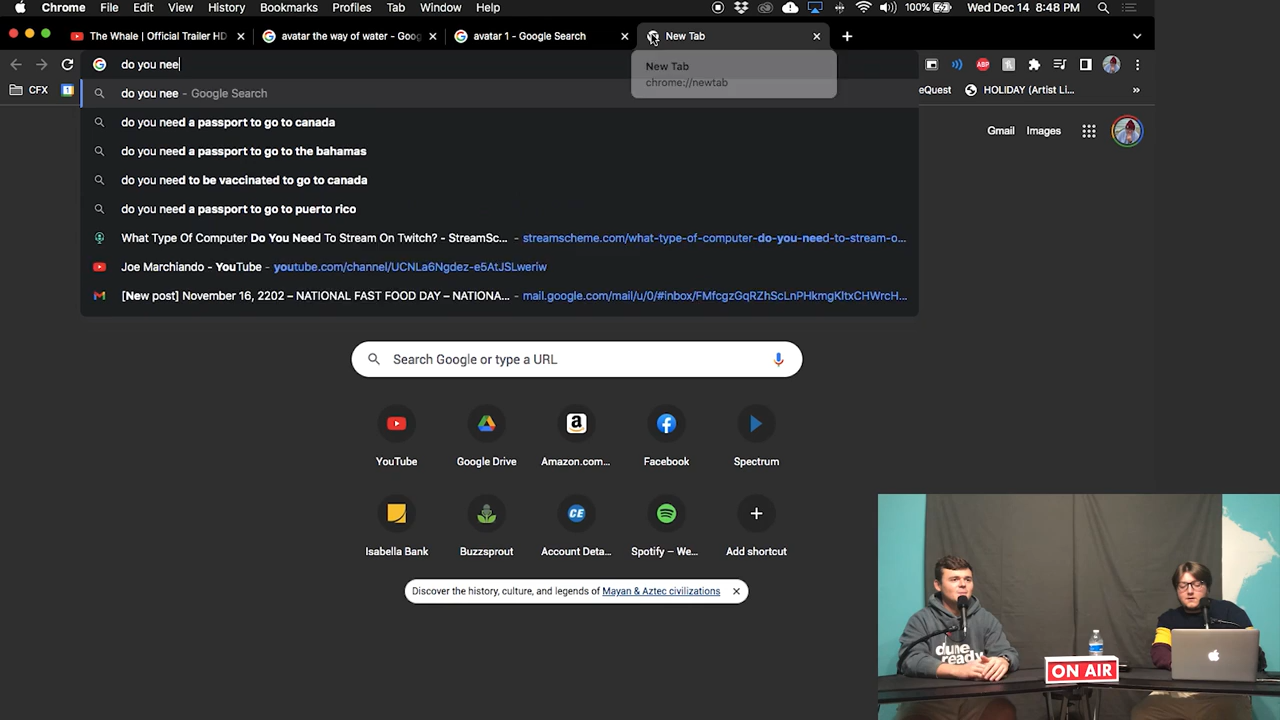 Chrome File Edit View History Bookmarks Profiles Tab Window Help 100% Wed Dec 14 8:48 PM
The Whale | Official Trailer HD avatar the way of water - Goog avatar 1 - Google Search New Tab
do you nee
New Tab
chrome://newtab
ABP
CFX 1 eQuest HOLIDAY (Artist Li... »
do you nee - Google Search
do you need a passport to go to canada
Gmail Images
do you need a passport to go to the bahamas
do you need to be vaccinated to go to canada
do you need a passport to go to puerto rico
What Type Of Computer Do You Need To Stream On Twitch? - StreamSc... - streamscheme.com/what-type-of-computer-do-you-need-to-stream-o...
Joe Marchiando - YouTube - youtube.com/channel/UCNLa6Ngdez-e5AtJSLweriw
[New post] November 16, 2202 – NATIONAL FAST FOOD DAY – NATIONA... - mail.google.com/mail/u/0/#inbox/FMfcgzGqRZhScLnPHkmgKItxCHWrcH...
Search Google or type a URL
YouTube Google Drive Amazon.com... Facebook Spectrum
CE
Isabella Bank Buzzsprout Account Deta... Spotify – We... Add shortcut
Discover the history, culture, and legends of Mayan & Aztec civilizations
dune
ready
ON AIR